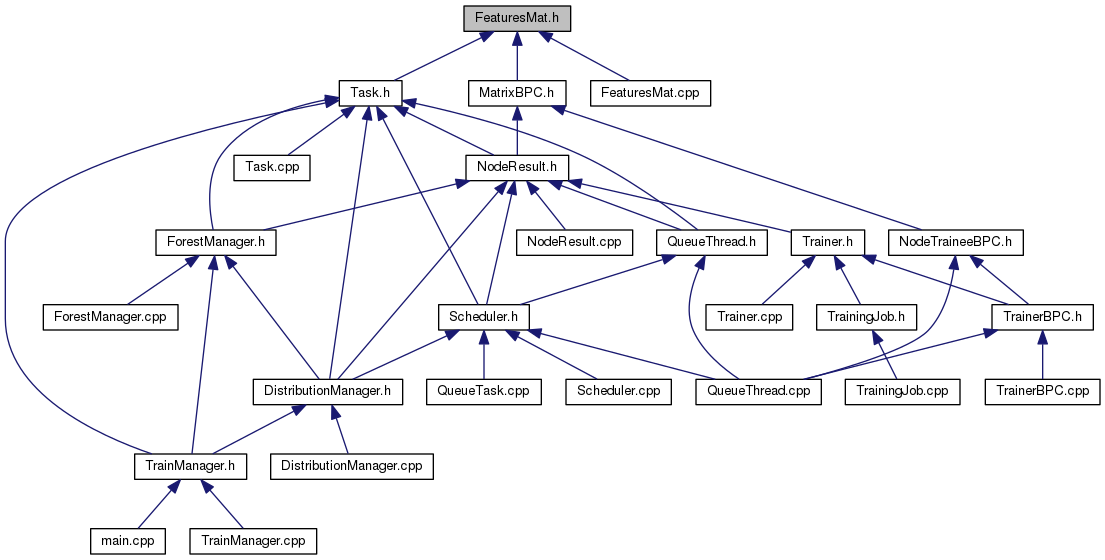 FeaturesMat.h
Task.h
MatrixBPC.h
FeaturesMat.cpp
Task.cpp
NodeResult.h
ForestManager.h
NodeResult.cpp
QueueThread.h
Trainer.h
NodeTraineeBPC.h
ForestManager.cpp
Scheduler.h
Trainer.cpp
TrainingJob.h
TrainerBPC.h
DistributionManager.h
QueueTask.cpp
Scheduler.cpp
QueueThread.cpp
TrainingJob.cpp
TrainerBPC.cpp
TrainManager.h
DistributionManager.cpp
main.cpp
TrainManager.cpp